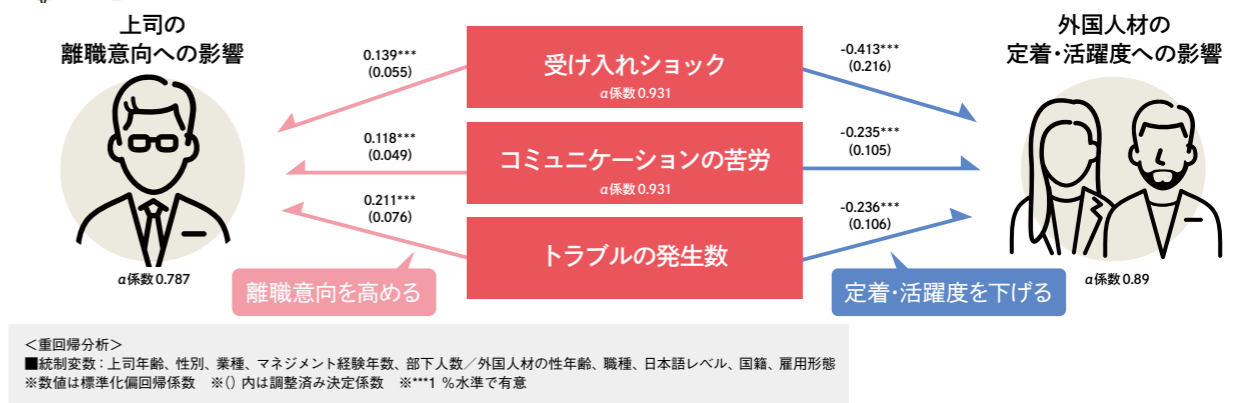 上司の
離職意向への影響
外国人材の
定着・活躍度への影響
0.139***
(0.055)
受け入れショック
α係数0.931
-0.413***
(0.216)
0.118***
(0.049)
コミュニケーションの苦労
α係数0.931
-0.235***
(0.105)
0.211***
(0.076)
トラブルの発生数
-0.236***
(0.106)
α係数0.787
離職意向を高める
定着・活躍度を下げる
α係数0.89
<重回帰分析>
■統制変数:上司年齢、性別、業種、マネジメント経験年数、部下人数/外国人材の性年齢、職種、日本語レベル、国籍、雇用形態
※数値は標準化偏回帰係数 ※() 内は調整済み決定係数 ※***1 %水準で有意